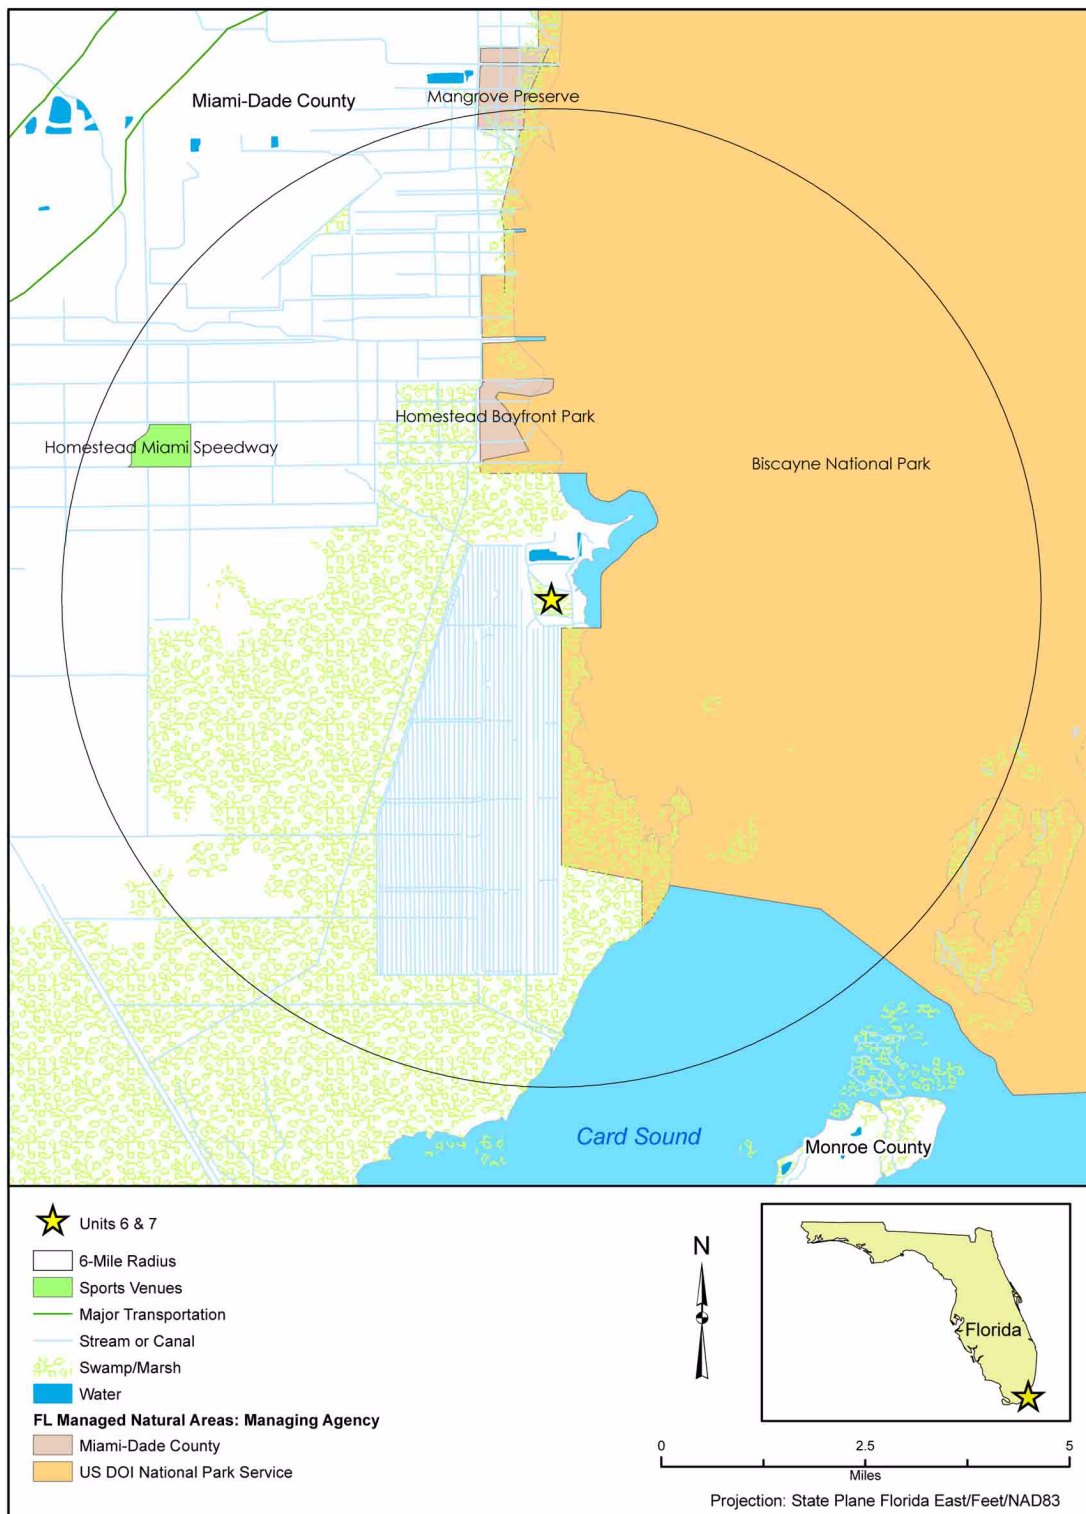 Miami-Dade County
Mangrove Preserve
Homestead Bayfront Park
Homestead Miami Speedway
Biscayne National Park
Card Sound
Monroe County
Units 6 & 7
6-Mile Radius
Sports Venues
Major Transportation
Stream or Canal
Swamp/Marsh
Water
FL Managed Natural Areas: Managing Agency
Miami-Dade County
US DOI National Park Service
N
Florida
0 2.5 5
Miles
Projection: State Plane Florida East/Feet/NAD83